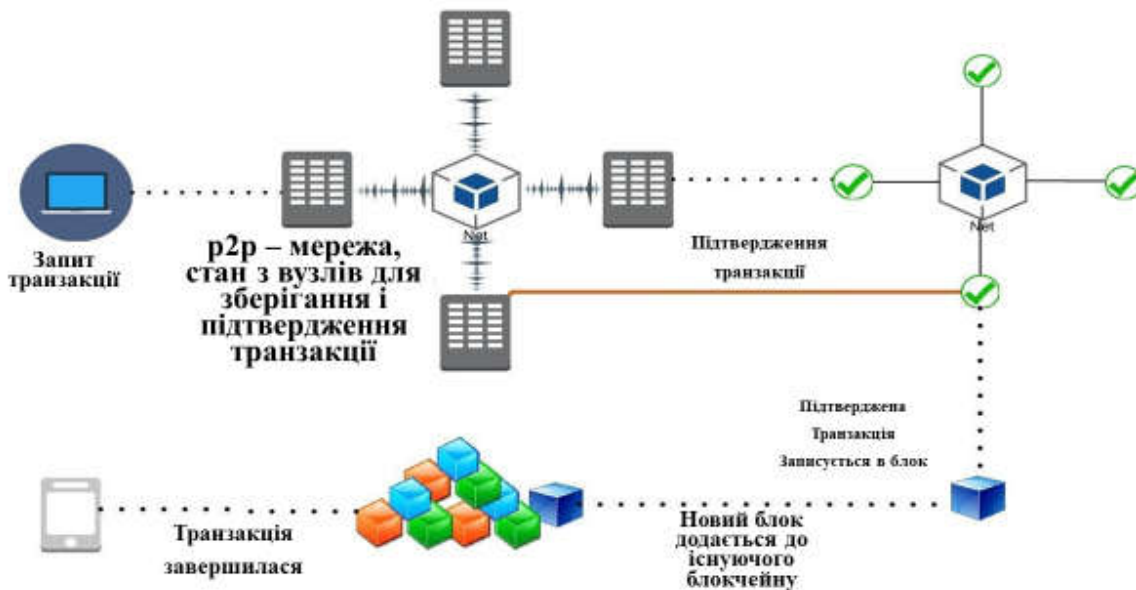 Net
Net
Запит
транзакції
p2p – мережа,
стан з вузлів для
зберігання і
підтвердження
транзакції
Підтвердження
транзакції
Підтверджена
Транзакція
Записується в блок
Новий блок
додається до
існуючого
блокчейну
Транзакція
завершилася